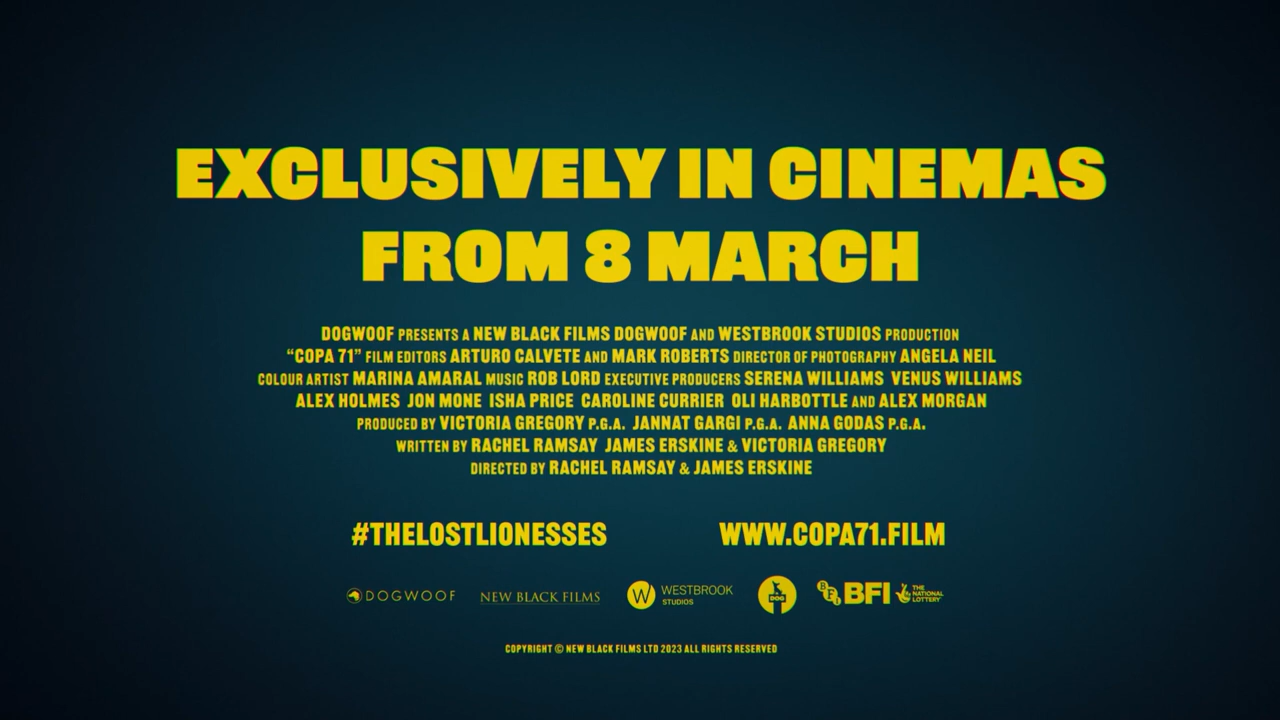 EXCLUSIVELY IN CINEMAS
FROM 8 MARCH
DOGWOOF PRESENTS A NEW BLACK FILMS DOGWOOF AND WESTBROOK STUDIOS PRODUCTION
“COPA 71” FILM EDITORS ARTURO CALVETE AND MARK ROBERTS DIRECTOR OF PHOTOGRAPHY ANGELA NEIL
COLOUR ARTIST MARINA AMARAL MUSIC ROB LORD EXECUTIVE PRODUCERS SERENA WILLIAMS VENUS WILLIAMS
ALEX HOLMES JON MONE ISHA PRICE CAROLINE CURRIER OLI HARBOTTLE AND ALEX MORGAN
PRODUCED BY VICTORIA GREGORY P.G.A. JANNAT GARGI P.G.A. ANNA GODAS P.G.A.
WRITTEN BY RACHEL RAMSAY JAMES ERSKINE & VICTORIA GREGORY
DIRECTED BY RACHEL RAMSAY & JAMES ERSKINE
#THELOSTLIONESSES WWW.COPA71.FILM
DOGWOOF NEW BLACK FILMS W WESTBROOK STUDIOS DOG BFI BFI THE NATIONAL LOTTERY
COPYRIGHT © NEW BLACK FILMS LTD 2023 ALL RIGHTS RESERVED